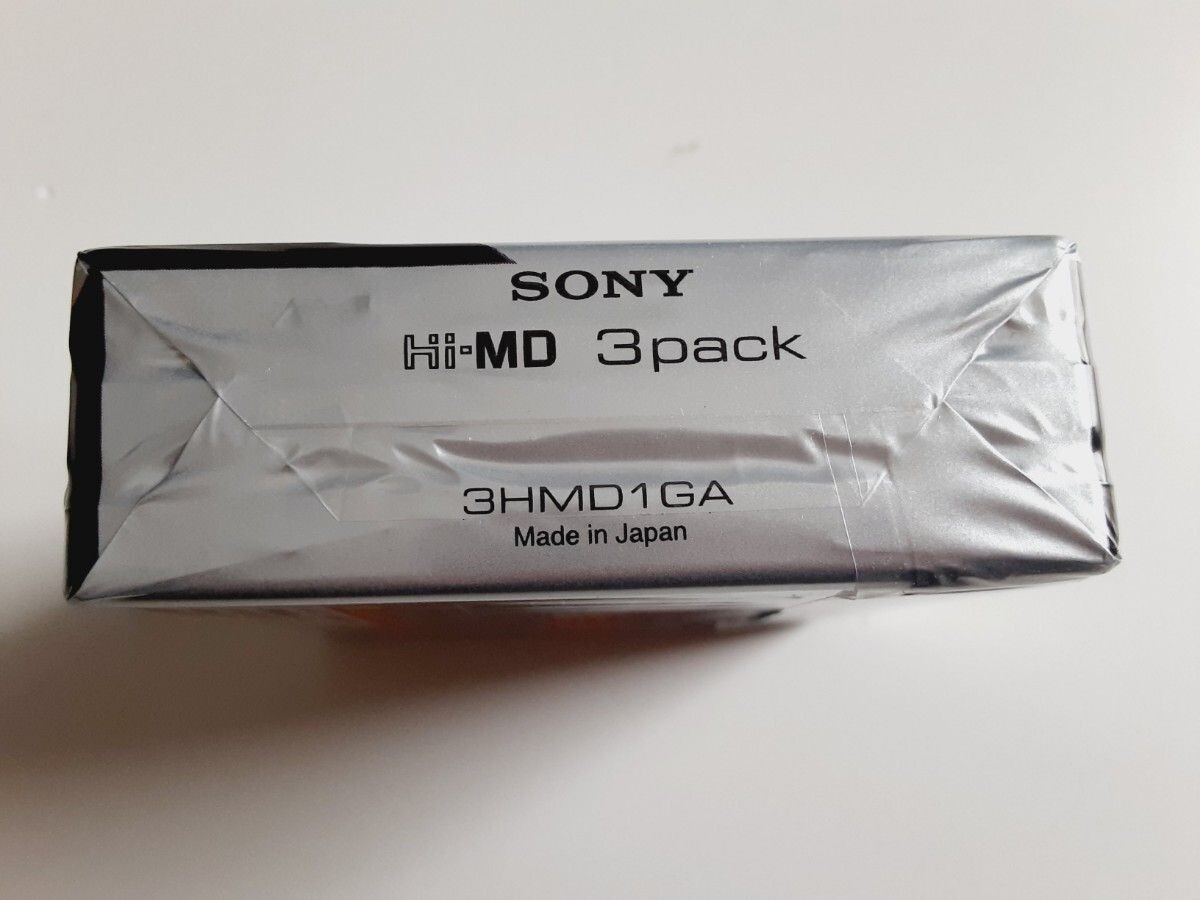 SONY
Hi-MD 3pack
3HMD1GA
Made in Japan